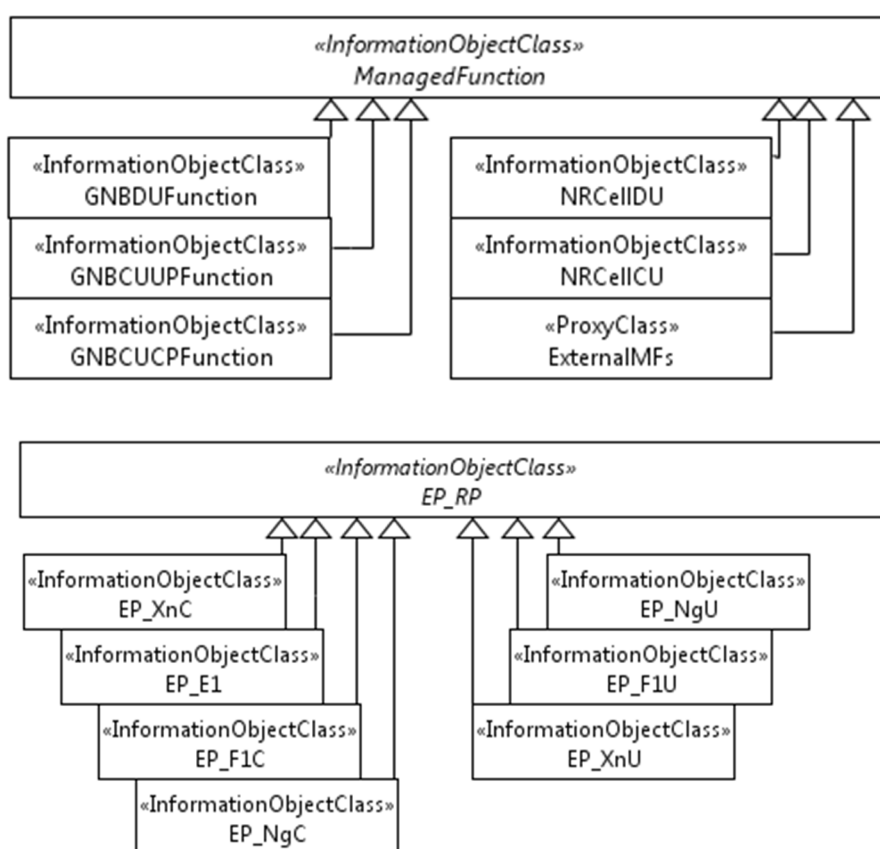 «InformationObjectClass»
ManagedFunction
«InformationObjectClass»
GNBDUFunction
«InformationObjectClass»
GNBCUUPFunction
«InformationObjectClass»
GNBCUCPFunction
«InformationObjectClass»
NRCellDU
«InformationObjectClass»
NRCellCU
«ProxyClass»
ExternalMFs
«InformationObjectClass»
EP_RP
«InformationObjectClass»
EP_XnC
«InformationObjectClass»
EP_E1
«InformationObjectClass»
EP_F1C
«InformationObjectClass»
EP_NgC
«InformationObjectClass»
EP_NgU
«InformationObjectClass»
EP_F1U
«InformationObjectClass»
EP_XnU